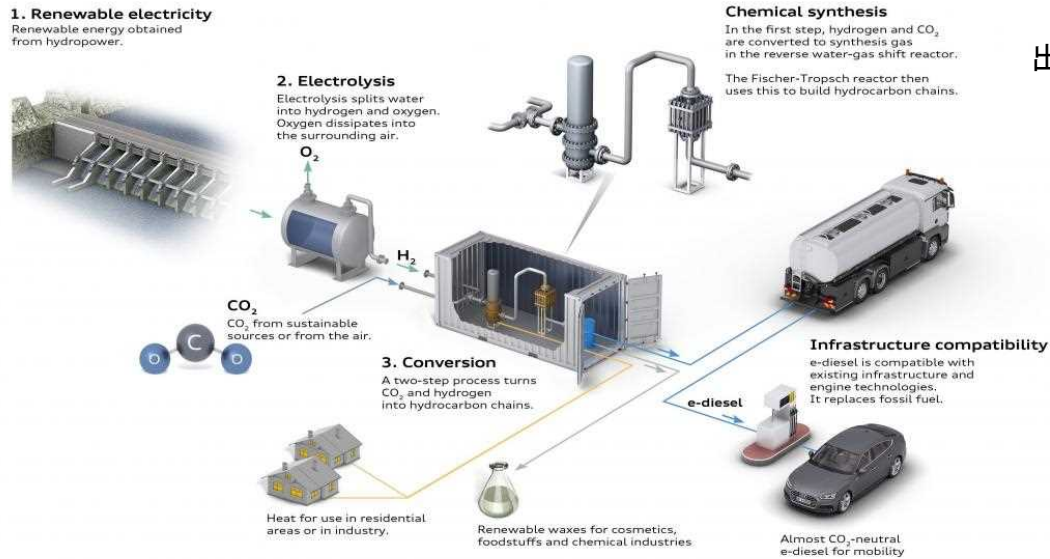 1. Renewable electricity
Renewable energy obtained
from hydropower.
2. Electrolysis
Electrolysis splits water
into hydrogen and oxygen.
Oxygen dissipates into
the surrounding air.
O₂
H₂
CO₂
CO₂ from sustainable
sources or from the air.
O C O
3. Conversion
A two-step process turns
CO₂ and hydrogen
into hydrocarbon chains.
Chemical synthesis
In the first step, hydrogen and CO₂
are converted to synthesis gas
in the reverse water-gas shift reactor.
The Fischer-Tropsch reactor then
uses this to build hydrocarbon chains.
Infrastructure compatibility
e-diesel is compatible with
existing infrastructure and
engine technologies.
It replaces fossil fuel.
e-diesel
Heat for use in residential
areas or in industry.
Renewable waxes for cosmetics,
foodstuffs and chemical industries
Almost CO₂-neutral
e-diesel for mobility